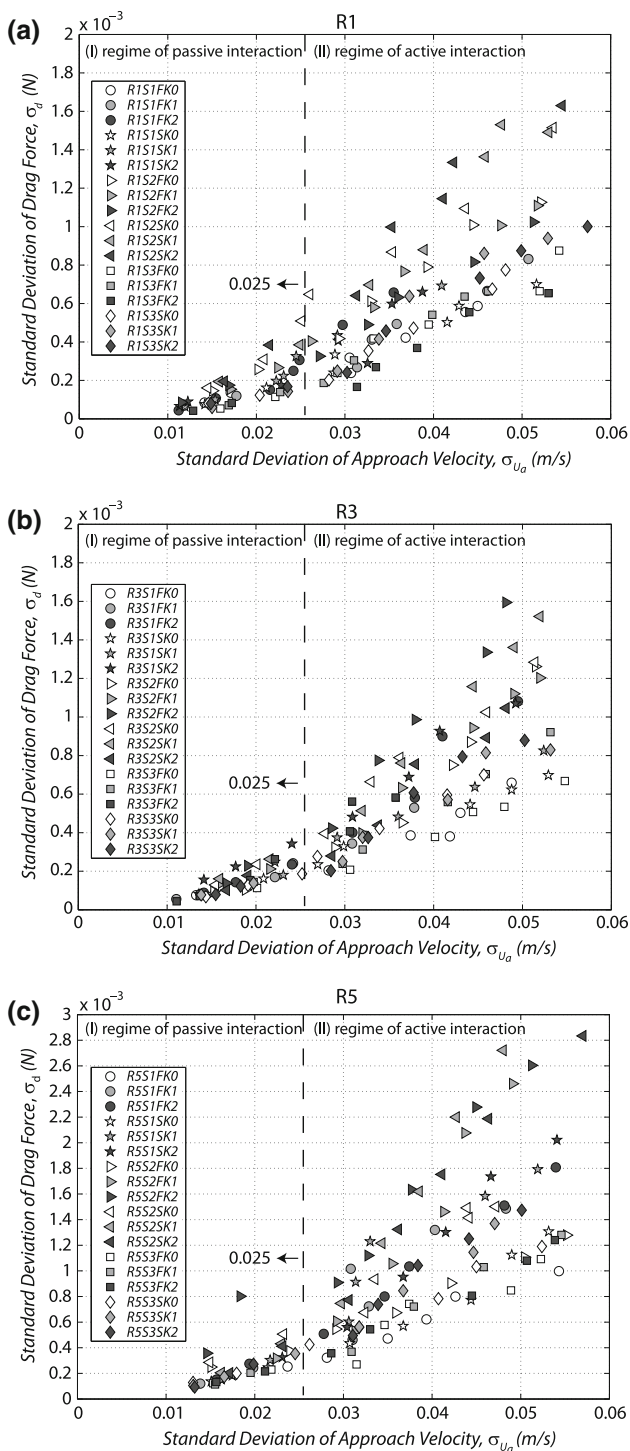 (a)
R1
x 10⁻³
(I) regime of passive interaction
(II) regime of active interaction
R1S1FK0
R1S1FK1
R1S1FK2
R1S1SK0
R1S1SK1
R1S1SK2
R1S2FK0
R1S2FK1
R1S2FK2
R1S2SK0
R1S2SK1
R1S2SK2
R1S3FK0
R1S3FK1
R1S3FK2
R1S3SK0
R1S3SK1
R1S3SK2
0.025
Standard Deviation of Drag Force, σd (N)
2
1.8
1.6
1.4
1.2
1
0.8
0.6
0.4
0.2
0
0 0.01 0.02 0.03 0.04 0.05 0.06
Standard Deviation of Approach Velocity, σUa (m/s)
(b)
R3
x 10⁻³
(I) regime of passive interaction
(II) regime of active interaction
R3S1FK0
R3S1FK1
R3S1FK2
R3S1SK0
R3S1SK1
R3S1SK2
R3S2FK0
R3S2FK1
R3S2FK2
R3S2SK0
R3S2SK1
R3S2SK2
R3S3FK0
R3S3FK1
R3S3FK2
R3S3SK0
R3S3SK1
R3S3SK2
0.025
Standard Deviation of Drag Force, σd (N)
2
1.8
1.6
1.4
1.2
1
0.8
0.6
0.4
0.2
0
0 0.01 0.02 0.03 0.04 0.05 0.06
Standard Deviation of Approach Velocity, σUa (m/s)
(c)
R5
x 10⁻³
(I) regime of passive interaction
(II) regime of active interaction
R5S1FK0
R5S1FK1
R5S1FK2
R5S1SK0
R5S1SK1
R5S1SK2
R5S2FK0
R5S2FK1
R5S2FK2
R5S2SK0
R5S2SK1
R5S2SK2
R5S3FK0
R5S3FK1
R5S3FK2
R5S3SK0
R5S3SK1
R5S3SK2
0.025
Standard Deviation of Drag Force, σd (N)
3
2.8
2.6
2.4
2.2
2
1.8
1.6
1.4
1.2
1
0.8
0.6
0.4
0.2
0
0 0.01 0.02 0.03 0.04 0.05 0.06
Standard Deviation of Approach Velocity, σUa (m/s)